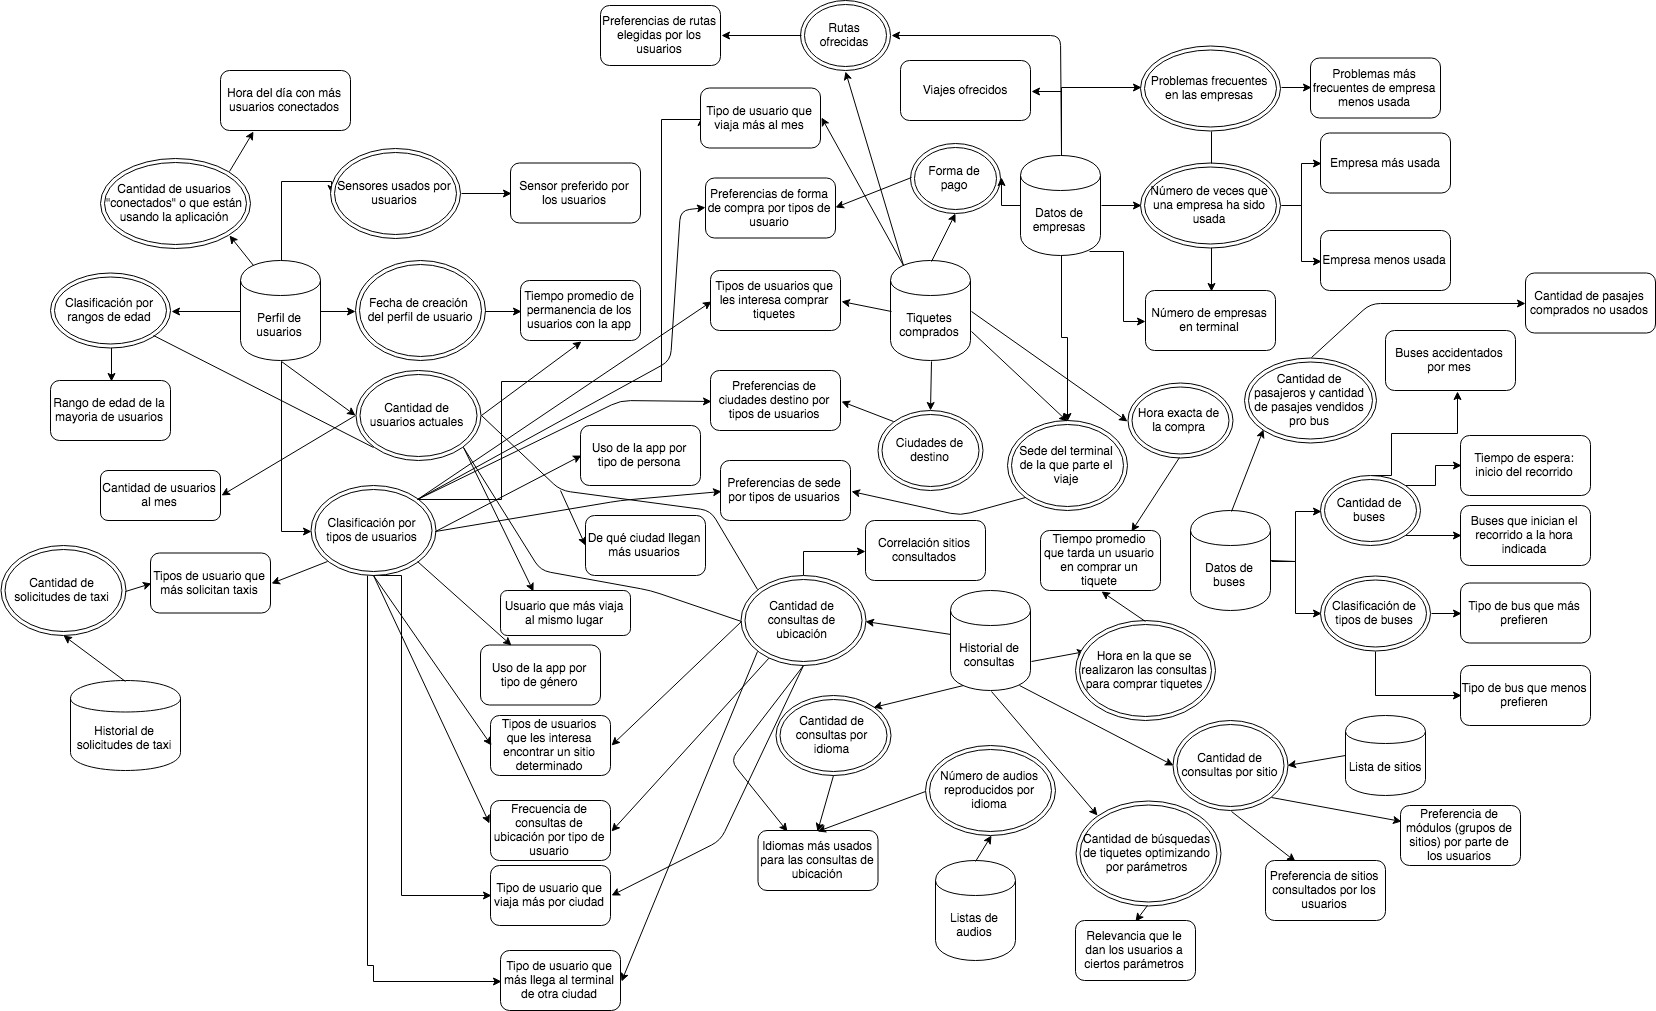 Preferencias de rutas
elegidas por los
usuarios
Rutas
ofrecidas
Problemas frecuentes
en las empresas
Problemas más
frecuentes de empresa
menos usada
Viajes ofrecidos
Hora del día con más
usuarios conectados
Tipo de usuario que
viaja más al mes
Empresa más usada
Cantidad de usuarios
"conectados" o que están
usando la aplicación
Sensores usados por
usuarios
Sensor preferido por
los usuarios
Preferencias de forma
de compra por tipos de
usuario
Forma de
pago
Datos de
empresas
Número de veces que
una empresa ha sido
usada
Empresa menos usada
Clasificación por
rangos de edad
Perfil de
usuarios
Fecha de creación
del perfil de usuario
Tiempo promedio de
permanencia de los
usuarios con la app
Tipos de usuarios que
les interesa comprar
tiquetes
Tiquetes
comprados
Número de empresas
en terminal
Cantidad de pasajes
comprados no usados
Buses accidentados
por mes
Rango de edad de la
mayoria de usuarios
Cantidad de
usuarios actuales
Preferencias de
ciudades destino por
tipos de usuarios
Ciudades de
destino
Hora exacta de
la compra
Cantidad de
pasajeros y cantidad
de pasajes vendidos
pro bus
Uso de la app por
tipo de persona
Sede del terminal
de la que parte el
viaje
Tiempo de espera:
inicio del recorrido
Cantidad de usuarios
al mes
Preferencias de sede
por tipos de usuarios
Cantidad de
buses
Clasificación por
tipos de usuarios
De qué ciudad llegan
más usuarios
Correlación sitios
consultados
Tiempo promedio
que tarda un usuario
en comprar un
tiquete
Buses que inician el
recorrido a la hora
indicada
Datos de
buses
Cantidad de
solicitudes de taxi
Tipos de usuario que
más solicitan taxis
Usuario que más viaja
al mismo lugar
Cantidad de
consultas de
ubicación
Clasificación de
tipos de buses
Tipo de bus que más
prefieren
Historial de
consultas
Uso de la app por
tipo de género
Hora en la que se
realizaron las consultas
para comprar tiquetes
Tipo de bus que menos
prefieren
Historial de
solicitudes de taxi
Tipos de usuarios
que les interesa
encontrar un sitio
determinado
Cantidad de
consultas por
idioma
Cantidad de
consultas por sitio
Lista de sitios
Número de audios
reproducidos por
idioma
Frecuencia de
consultas de
ubicación por tipo de
usuario
Idiomas más usados
para las consultas de
ubicación
Cantidad de búsquedas
de tiquetes optimizando
por parámetros
Preferencia de
módulos (grupos de
sitios) por parte de
los usuarios
Tipo de usuario que
viaja más por ciudad
Preferencia de sitios
consultados por los
usuarios
Listas de
audios
Relevancia que le
dan los usuarios a
ciertos parámetros
Tipo de usuario que
más llega al terminal
de otra ciudad